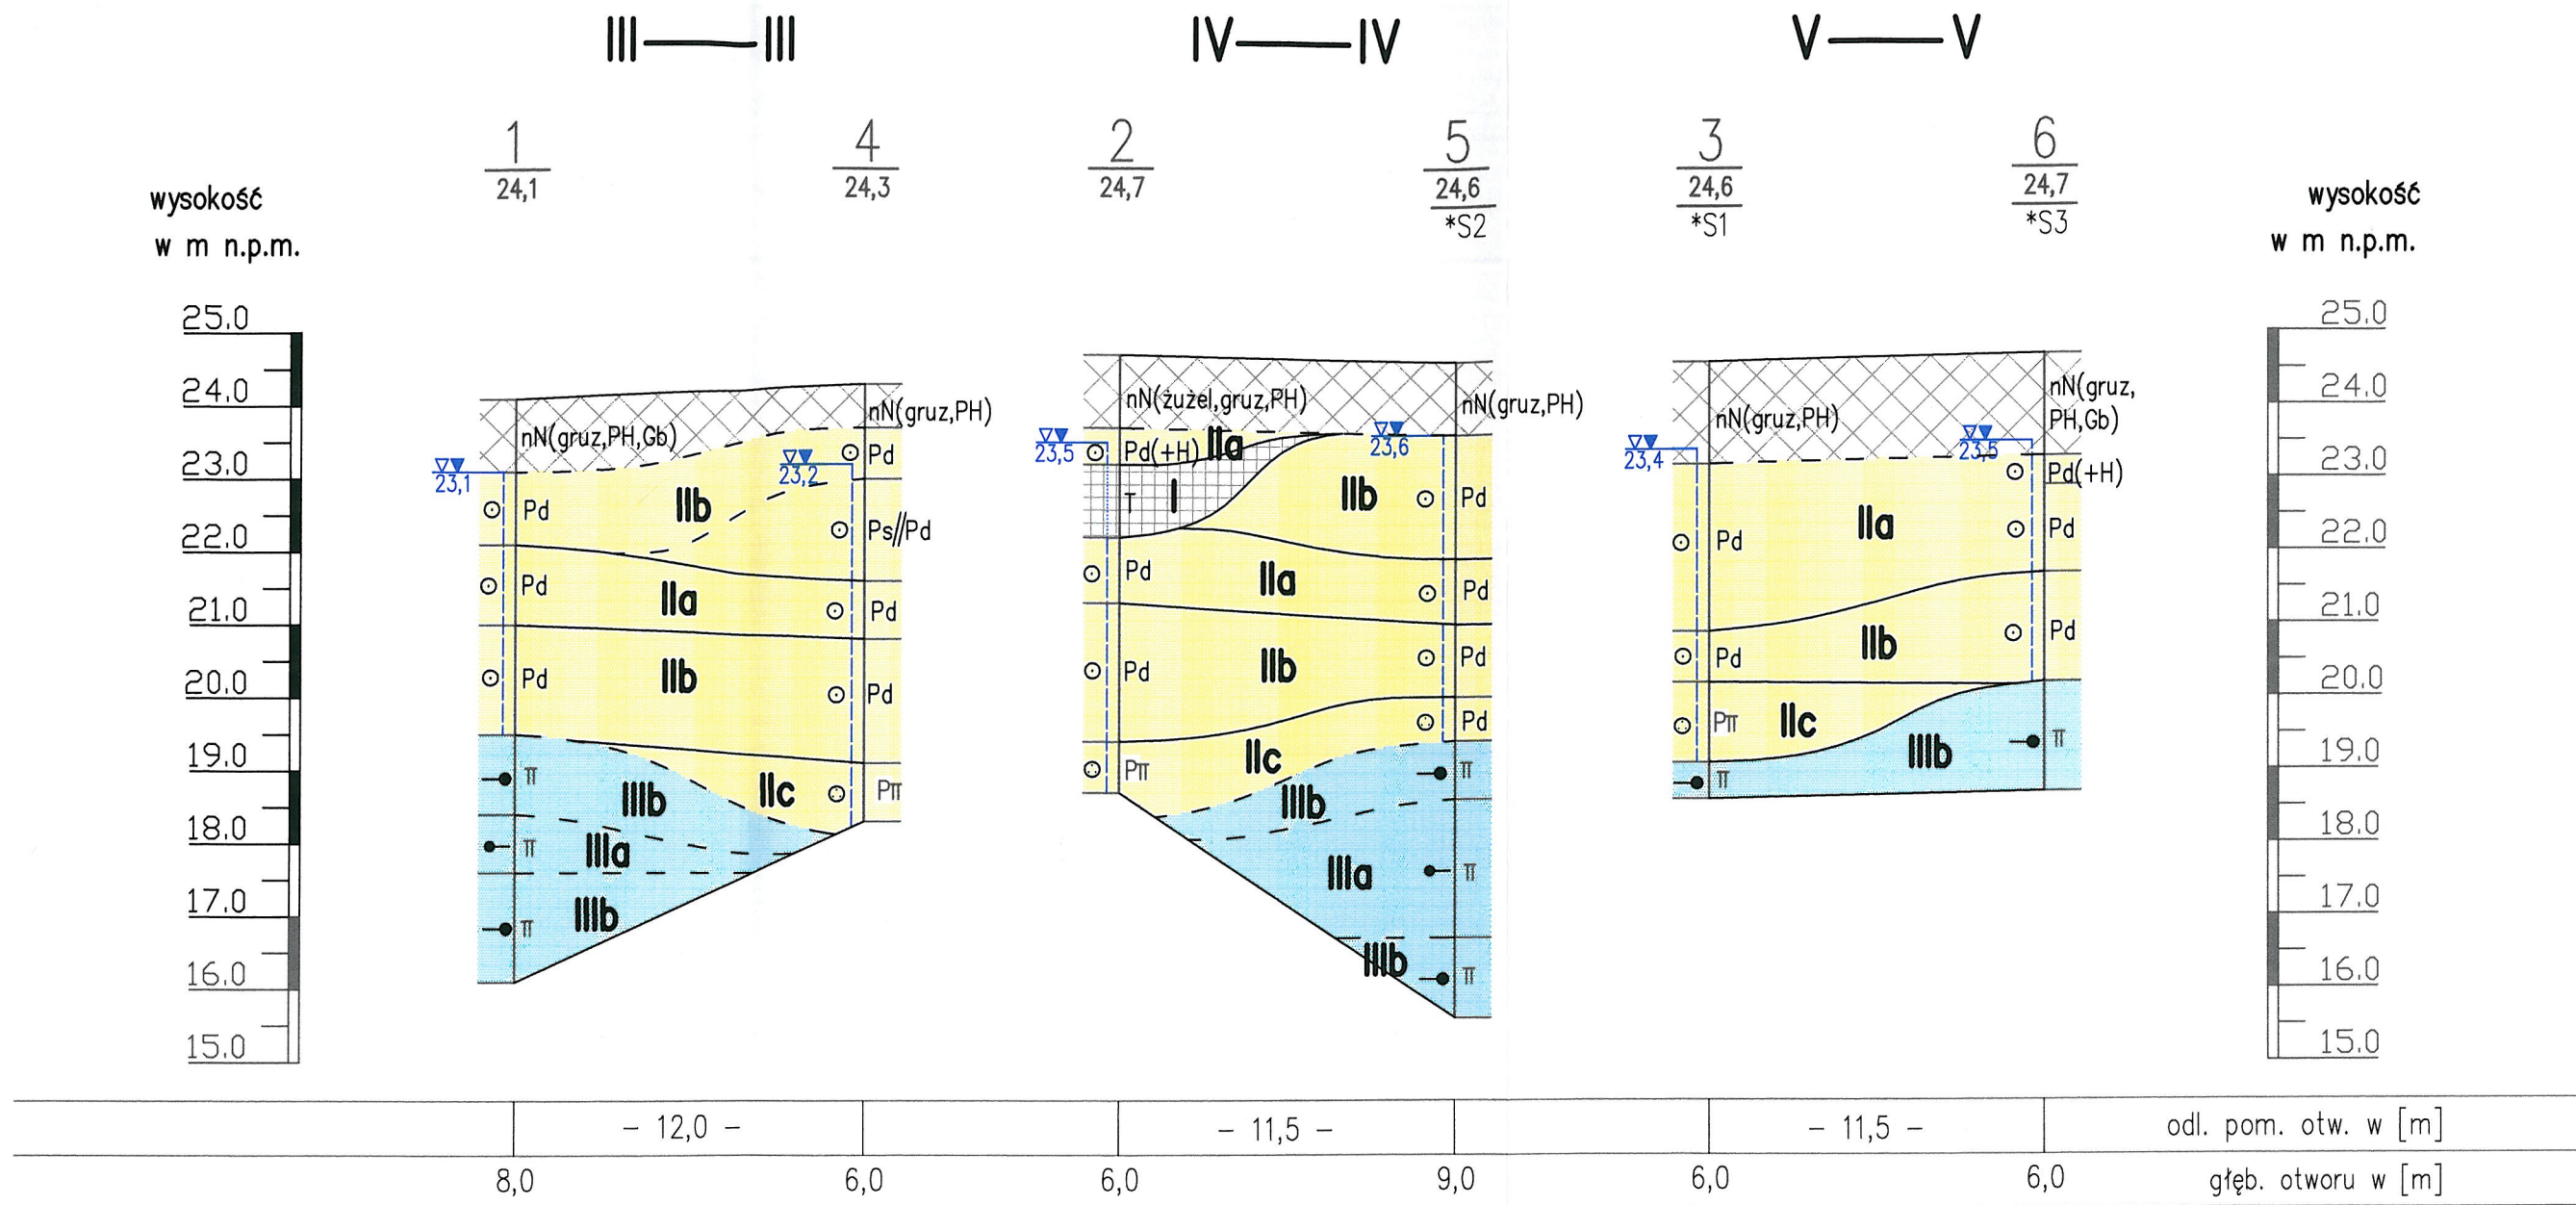 III — III
IV — IV
V — V
1
24,1
4
24,3
2
24,7
5
24,6
*S2
3
24,6
*S1
6
24,7
*S3
wysokość
w m n.p.m.
wysokość
w m n.p.m.
25.0
24.0
23.0
22.0
21.0
20.0
19.0
18.0
17.0
16.0
15.0
nN(gruz,PH,Gb)
23,1
Pd
Pd
Pd
π
π
π
IIb
IIa
IIb
IIc
IIIb
IIIa
IIIb
nN(gruz,PH)
23,2
Pd
Ps//Pd
Pd
Pd
Pπ
nN(żużel,gruz,PH)
23,5
Pd(+H)
T
Pd
Pd
Pπ
IIa
I
IIb
IIa
IIb
IIc
IIIb
IIIa
IIIb
nN(gruz,PH)
23,6
Pd
Pd
Pd
Pd
π
π
π
nN(gruz,PH)
23,4
Pd
Pd
Pπ
π
IIa
IIb
IIc
IIIb
nN(gruz,
PH,Gb)
23,5
Pd(+H)
Pd
Pd
π
25.0
24.0
23.0
22.0
21.0
20.0
19.0
18.0
17.0
16.0
15.0
– 12,0 – – 11,5 – – 11,5 – odl. pom. otw. w [m]
8,0 6,0 6,0 9,0 6,0 6,0 głęb. otworu w [m]